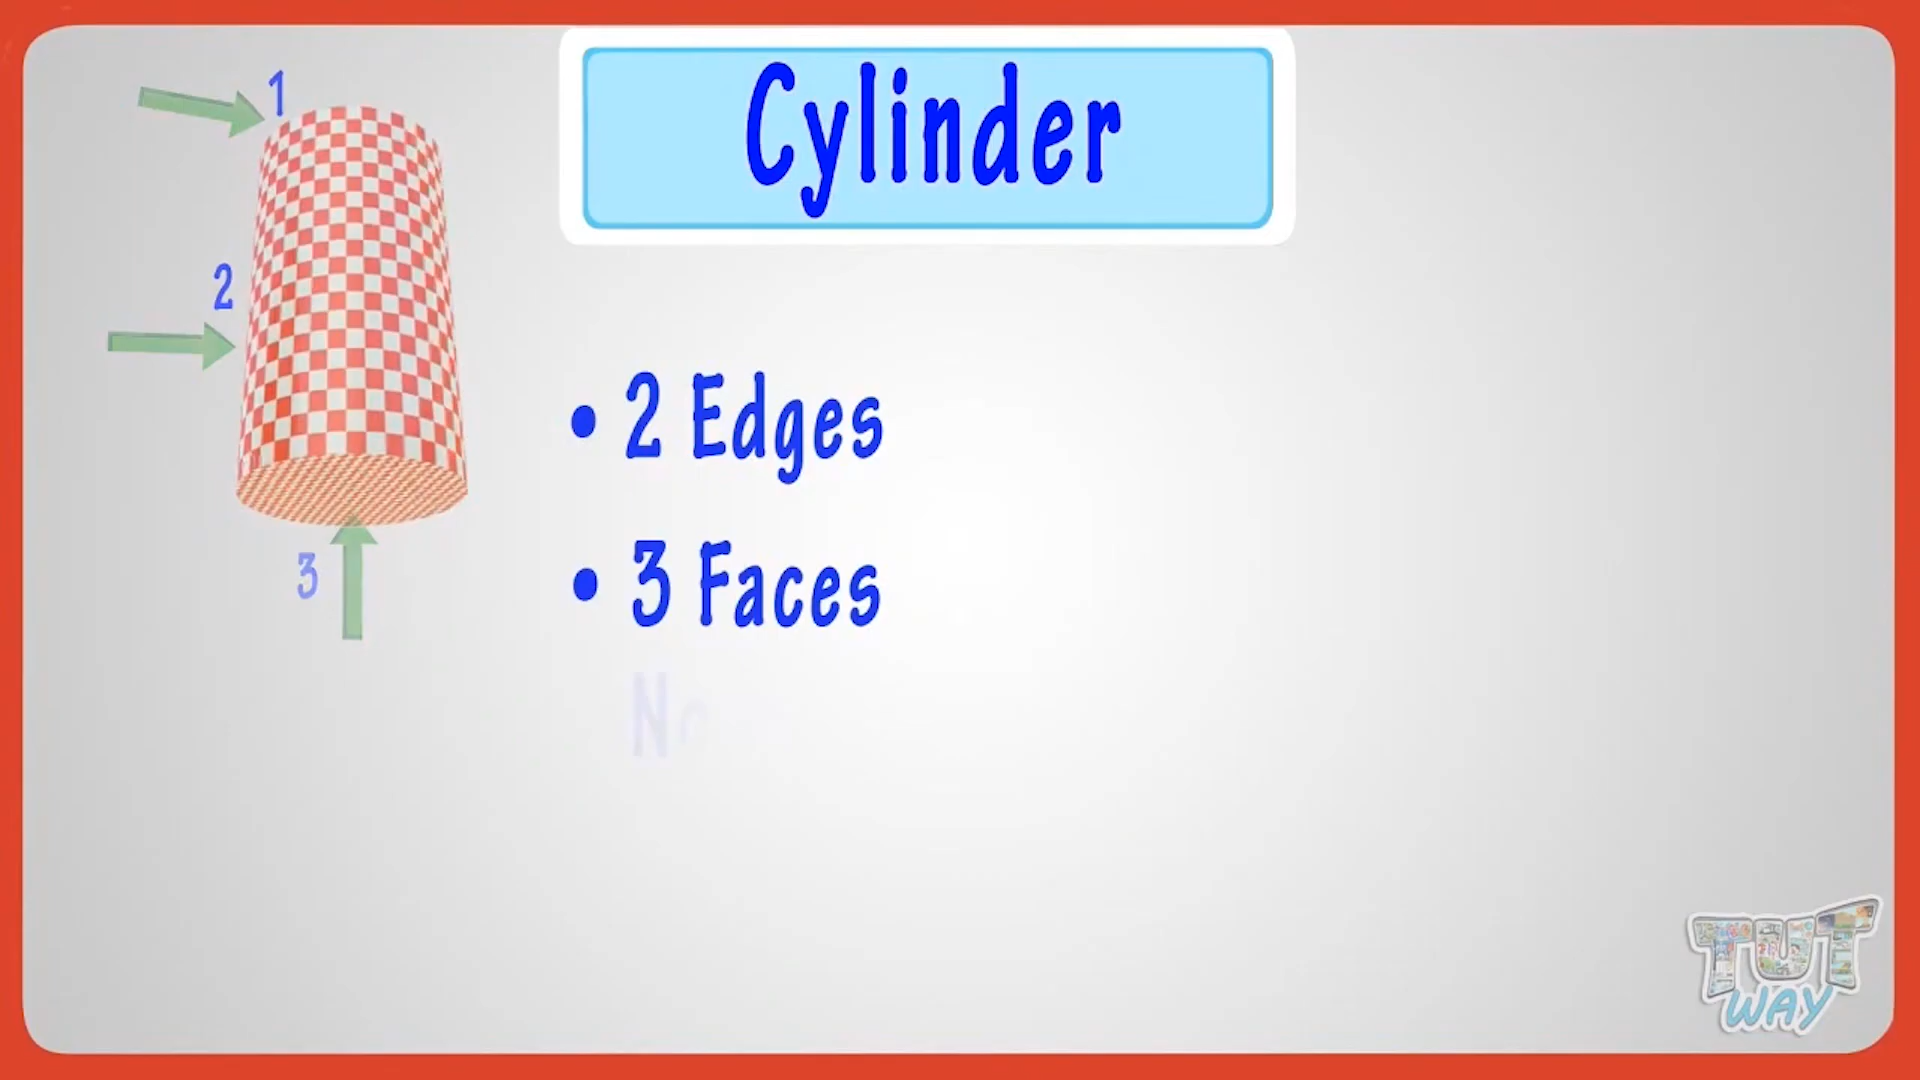 Cylinder
1
2
3
• 2 Edges
• 3 Faces
TUT
WAY